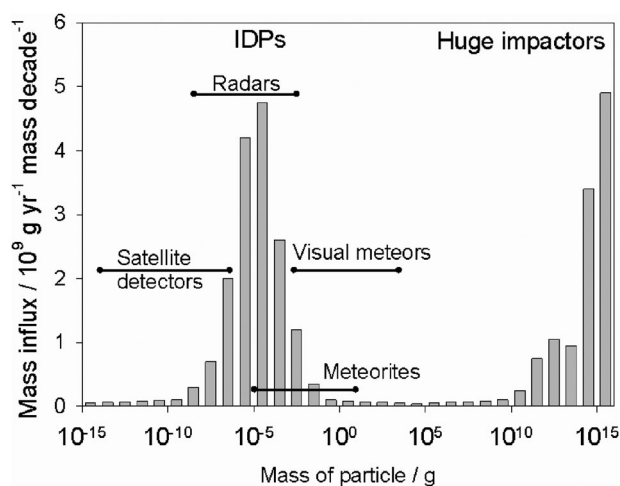 Mass influx / 10⁹ g yr⁻¹ mass decade⁻¹
6
5
4
3
2
1
0
IDPs
Huge impactors
Radars
Satellite
detectors
Visual meteors
Meteorites
10⁻¹⁵ 10⁻¹⁰ 10⁻⁵ 10⁰ 10⁵ 10¹⁰ 10¹⁵
Mass of particle / g